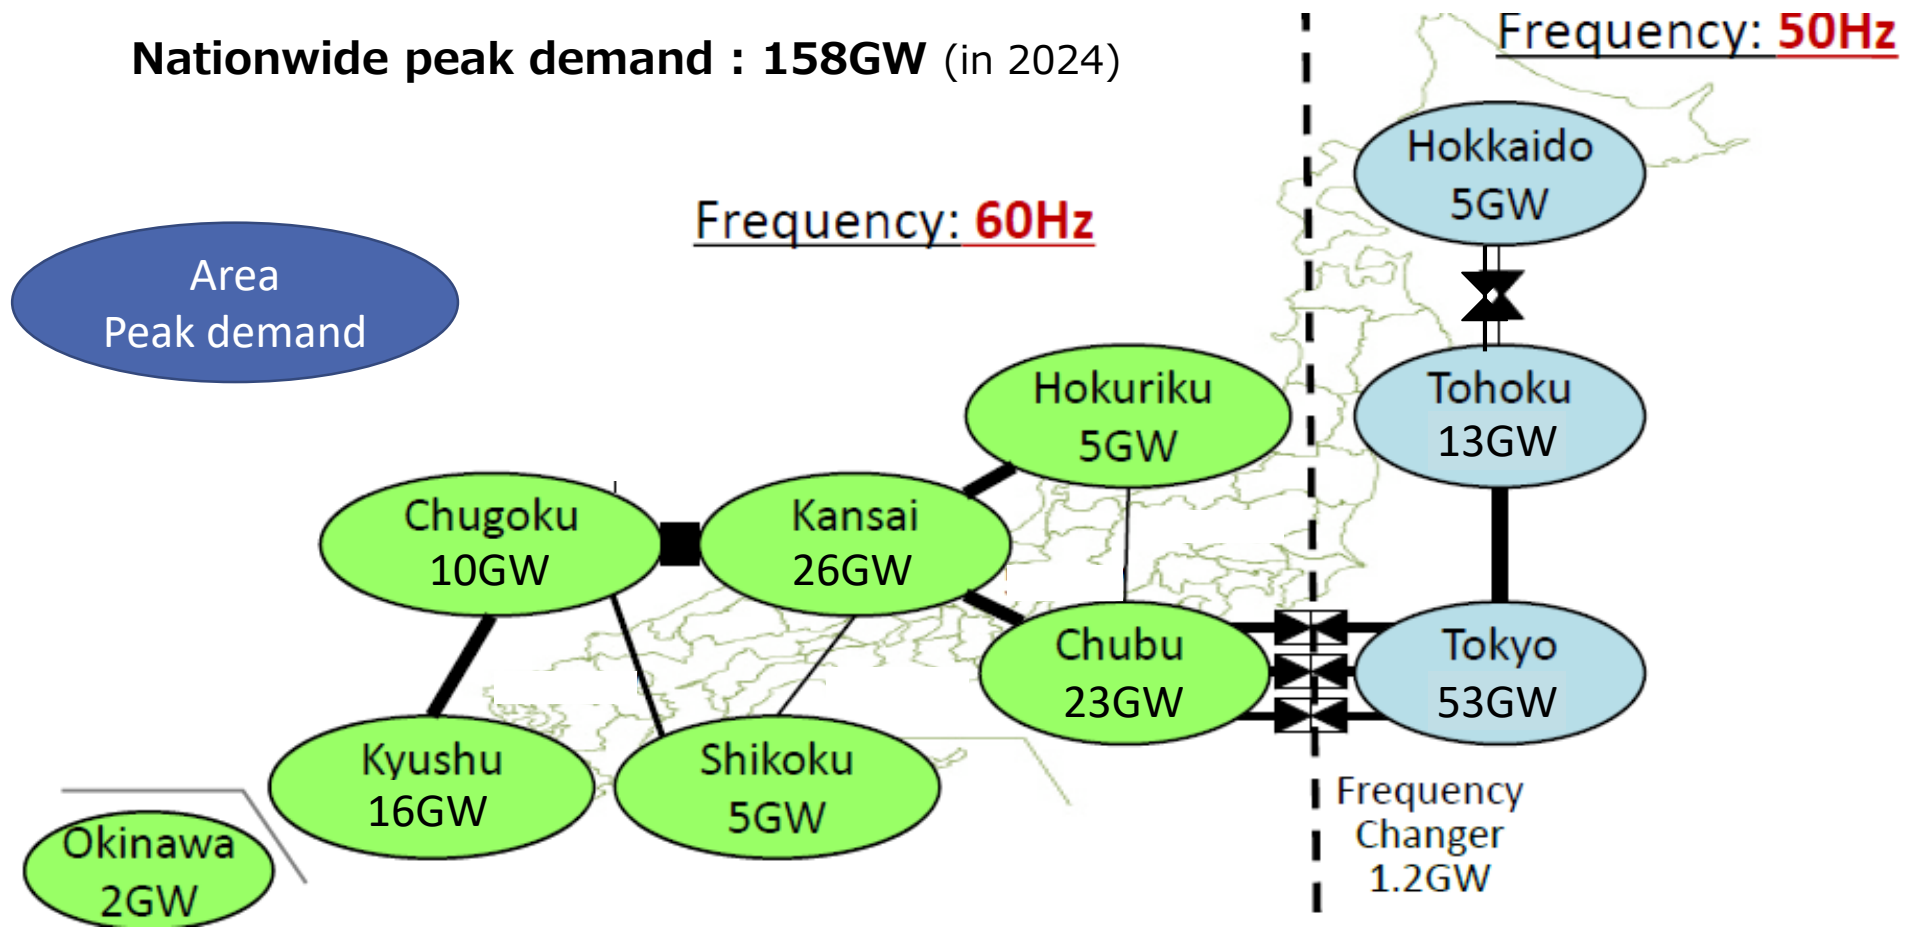 Nationwide peak demand : 158GW (in 2024)
Frequency: 50Hz
Frequency: 60Hz
Area
Peak demand
Hokkaido
5GW
Tohoku
13GW
Hokuriku
5GW
Chugoku
10GW
Kansai
26GW
Chubu
23GW
Tokyo
53GW
Kyushu
16GW
Shikoku
5GW
Okinawa
2GW
Frequency
Changer
1.2GW